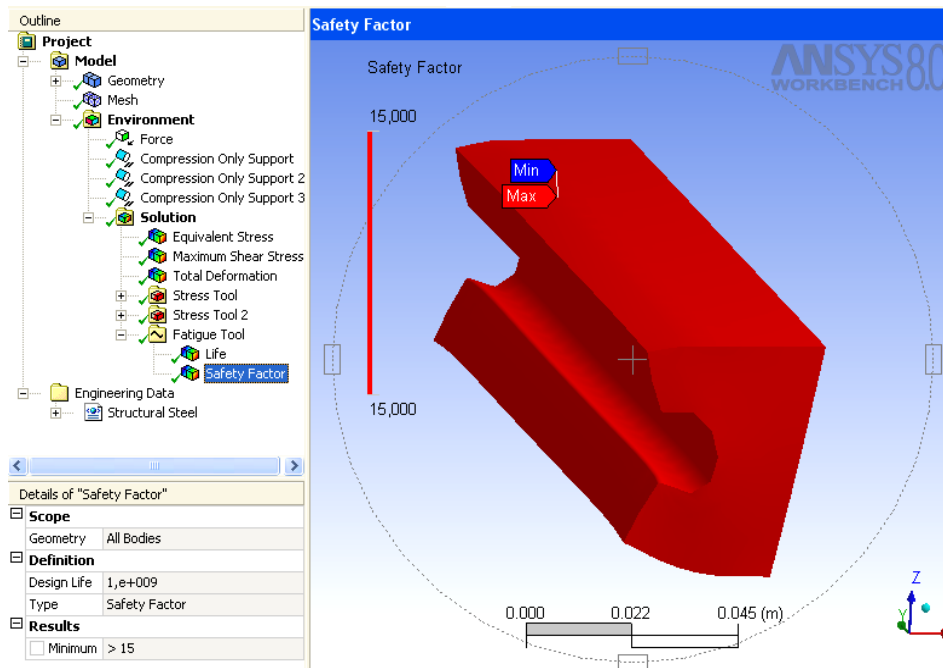 Outline
Project
Model
Geometry
Mesh
Environment
Force
Compression Only Support
Compression Only Support 2
Compression Only Support 3
Solution
Equivalent Stress
Maximum Shear Stress
Total Deformation
Stress Tool
Stress Tool 2
Fatigue Tool
Life
Safety Factor
Engineering Data
Structural Steel
Details of "Safety Factor"
Scope
Geometry All Bodies
Definition
Design Life 1,e+009
Type Safety Factor
Results
Minimum > 15
Safety Factor
Safety Factor
ANSYS 8.0
WORKBENCH
15,000
15,000
Min
Max
0.000 0.022 0.045 (m)
Z
Y